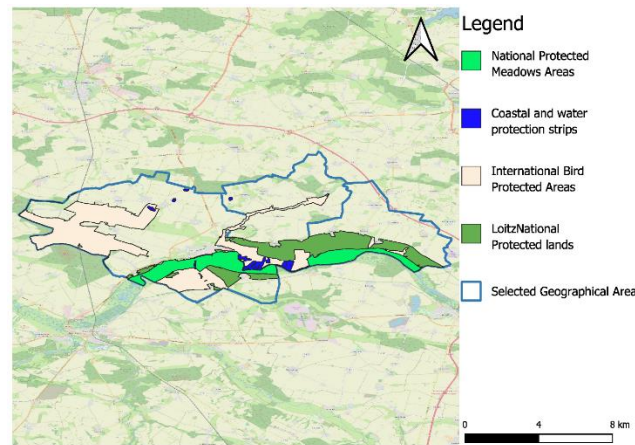 Legend
National Protected
Meadows Areas
Coastal and water
protection strips
International Bird
Protected Areas
LoitzNational
Protected lands
Selected Geographical Area
0 4 8 km